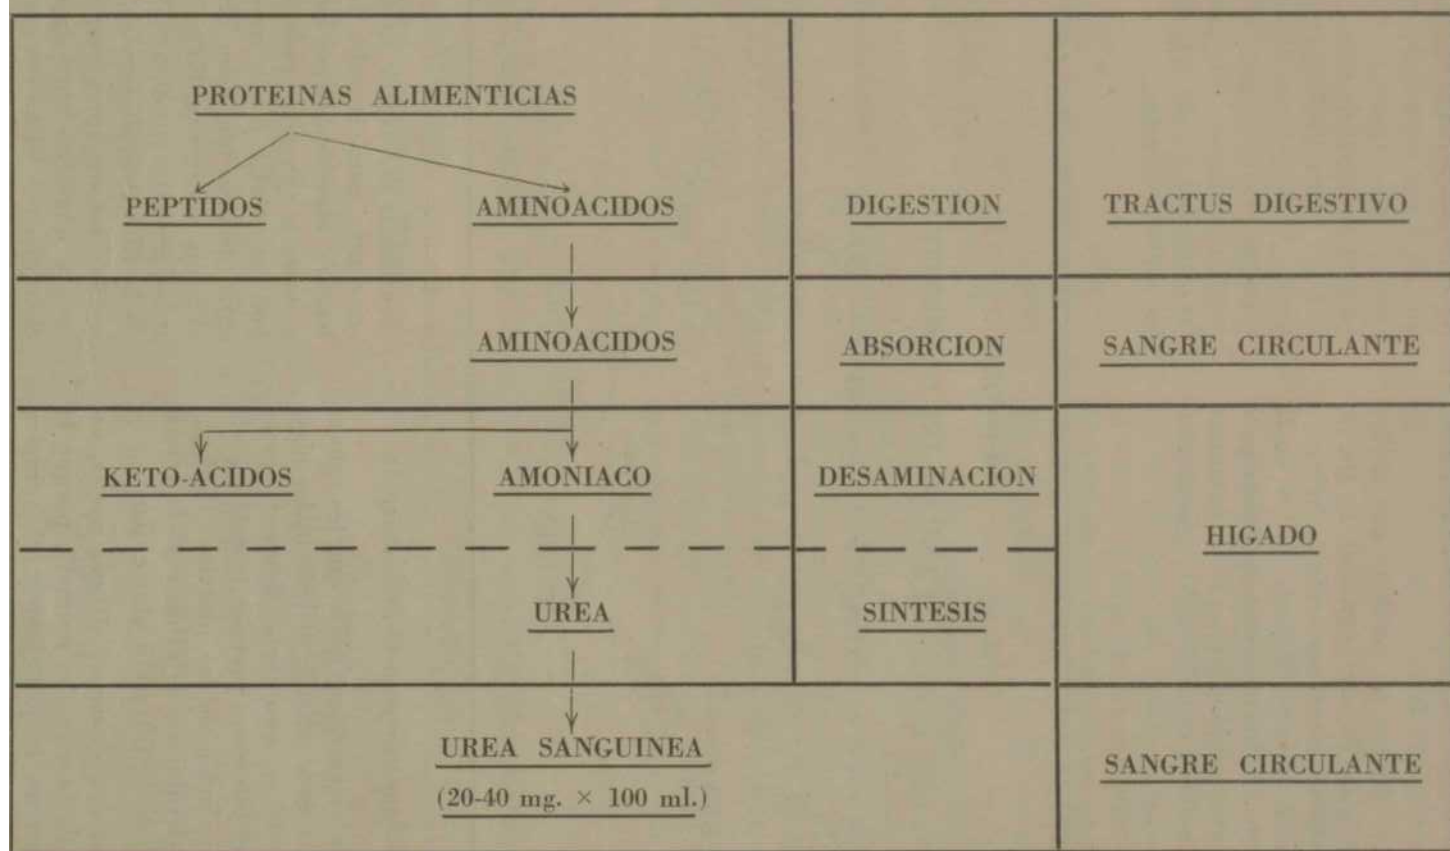 PROTEINAS ALIMENTICIAS
PEPTIDOS AMINOACIDOS DIGESTION TRACTUS DIGESTIVO
AMINOACIDOS ABSORCION SANGRE CIRCULANTE
KETO-ACIDOS AMONIACO DESAMINACION
HIGADO
UREA SINTESIS
UREA SANGUINEA
SANGRE CIRCULANTE
(20-40 mg. × 100 ml.)